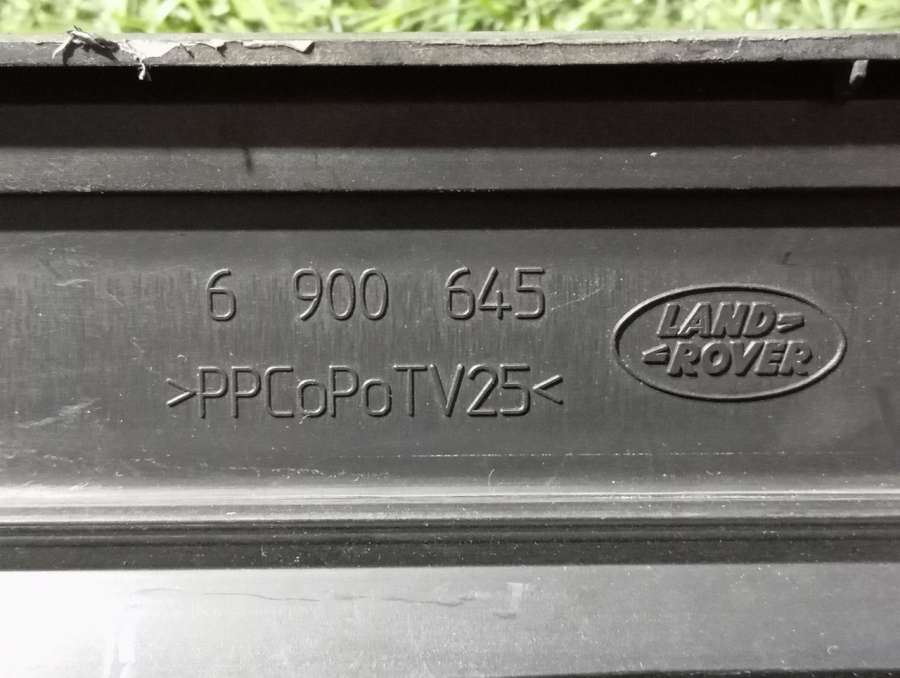 6 900 645
>PPCoPoTV25<
LAND
ROVER